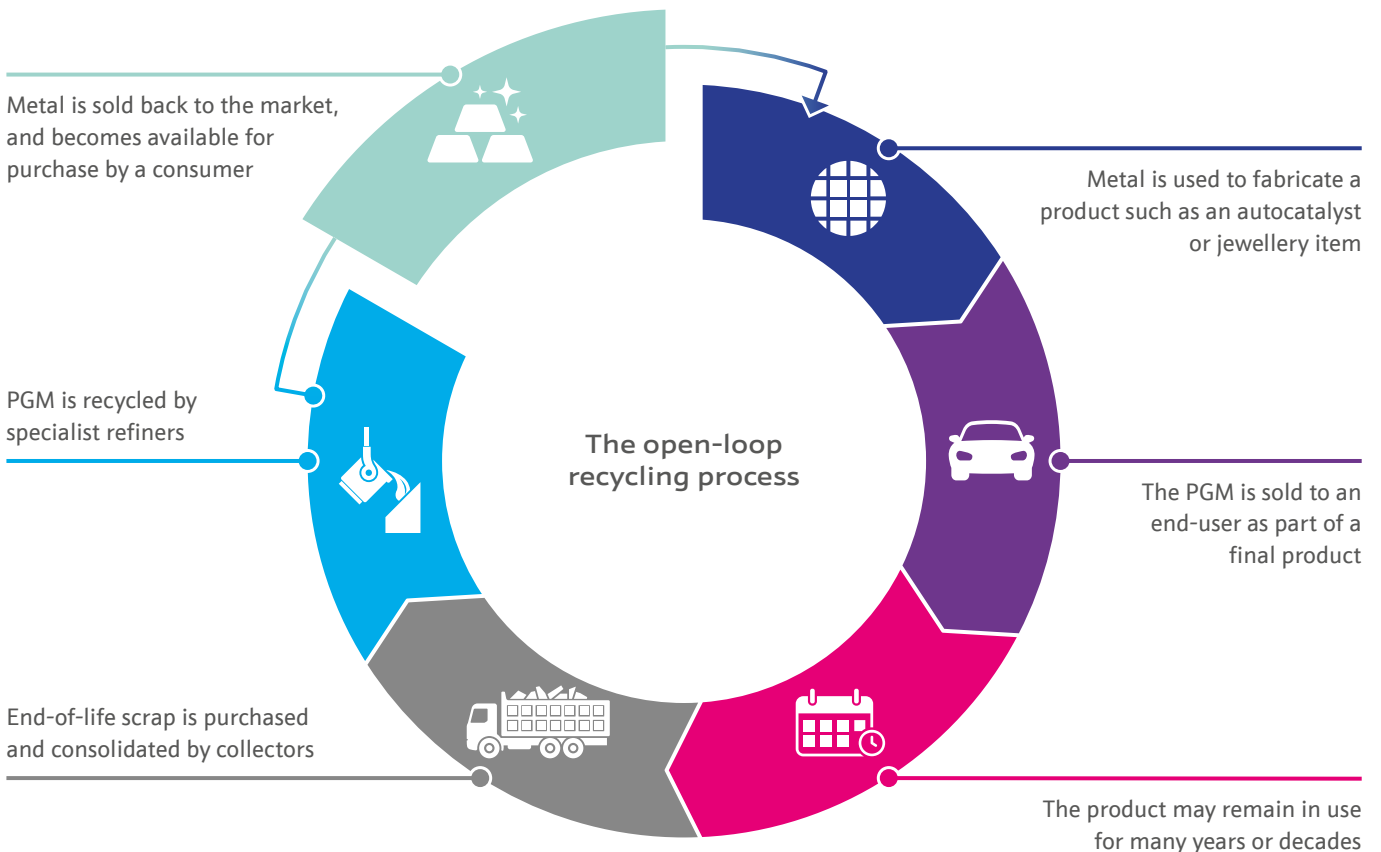 Metal is sold back to the market,
and becomes available for
purchase by a consumer
Metal is used to fabricate a
product such as an autocatalyst
or jewellery item
PGM is recycled by
specialist refiners
The open-loop
recycling process
The PGM is sold to an
end-user as part of a
final product
End-of-life scrap is purchased
and consolidated by collectors
The product may remain in use
for many years or decades